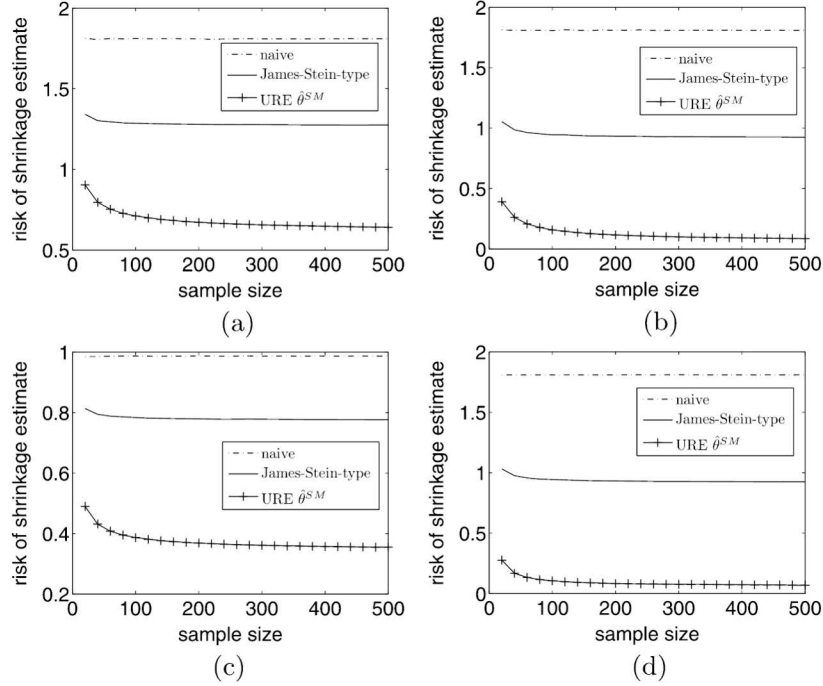 risk of shrinkage estimate
2
1.5
1
0.5
naive
James-Stein-type
URE θ̂^{SM}
0 100 200 300 400 500
sample size
(a)
risk of shrinkage estimate
2
1.5
1
0.5
0
naive
James-Stein-type
URE θ̂^{SM}
0 100 200 300 400 500
sample size
(b)
risk of shrinkage estimate
1
0.8
0.6
0.4
0.2
naive
James-Stein-type
URE θ̂^{SM}
0 100 200 300 400 500
sample size
(c)
risk of shrinkage estimate
2
1.5
1
0.5
0
naive
James-Stein-type
URE θ̂^{SM}
0 100 200 300 400 500
sample size
(d)